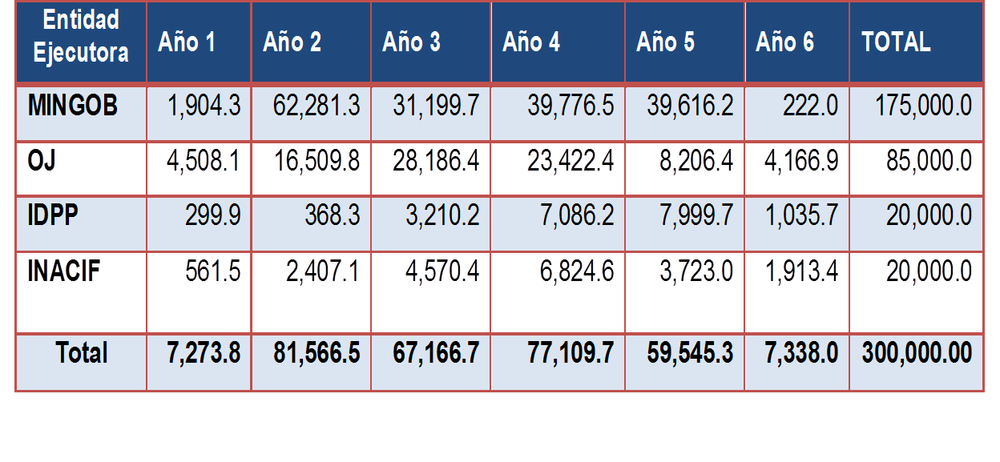 Entidad Ejecutora Año 1 Año 2 Año 3 Año 4 Año 5 Año 6 TOTAL
MINGOB 1,904.3 62,281.3 31,199.7 39,776.5 39,616.2 222.0 175,000.0
OJ 4,508.1 16,509.8 28,186.4 23,422.4 8,206.4 4,166.9 85,000.0
IDPP 299.9 368.3 3,210.2 7,086.2 7,999.7 1,035.7 20,000.0
INACIF 561.5 2,407.1 4,570.4 6,824.6 3,723.0 1,913.4 20,000.0
Total 7,273.8 81,566.5 67,166.7 77,109.7 59,545.3 7,338.0 300,000.00